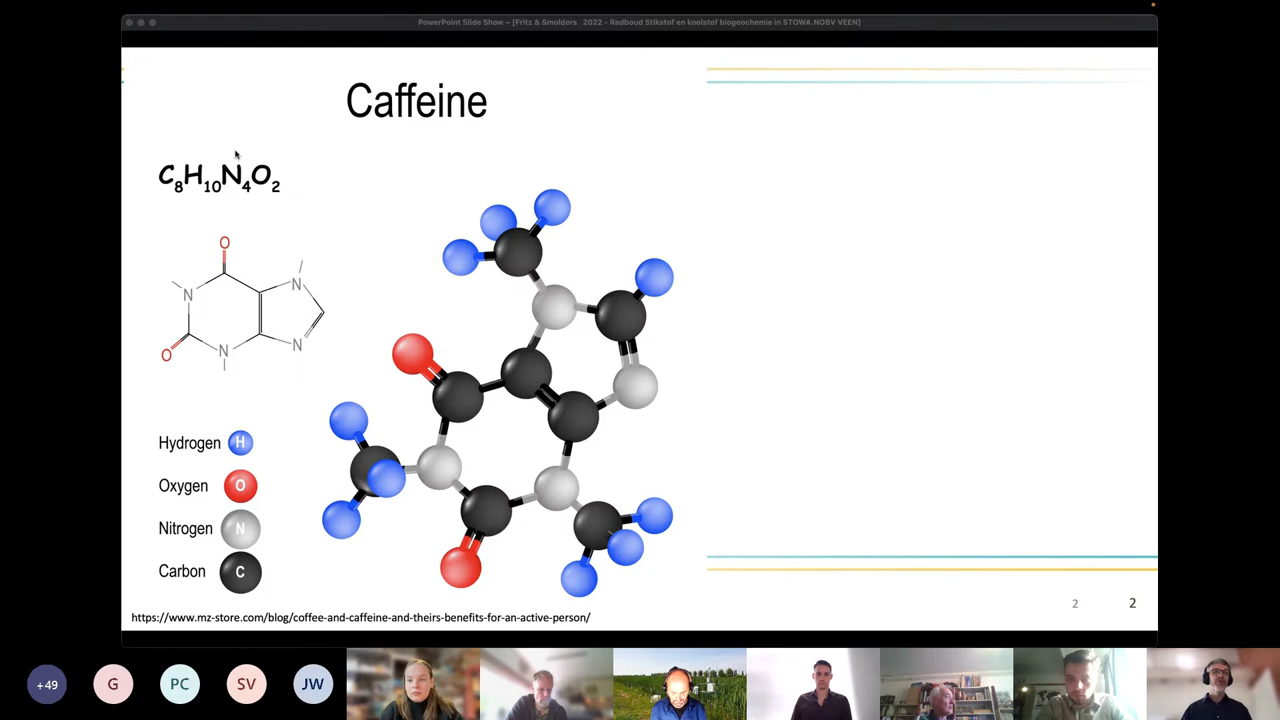 PowerPoint Slide Show – [Fritz & Smolders 2022 - Radboud Stikstof en koolstof biogeochemie in STOWA.NOBV VEEN]
Caffeine
C8H10N4O2
O
N
N
O
N
N
Hydrogen H
Oxygen O
Nitrogen N
Carbon C
https://www.mz-store.com/blog/coffee-and-caffeine-and-theirs-benefits-for-an-active-person/
2 2
+49 G PC SV JW